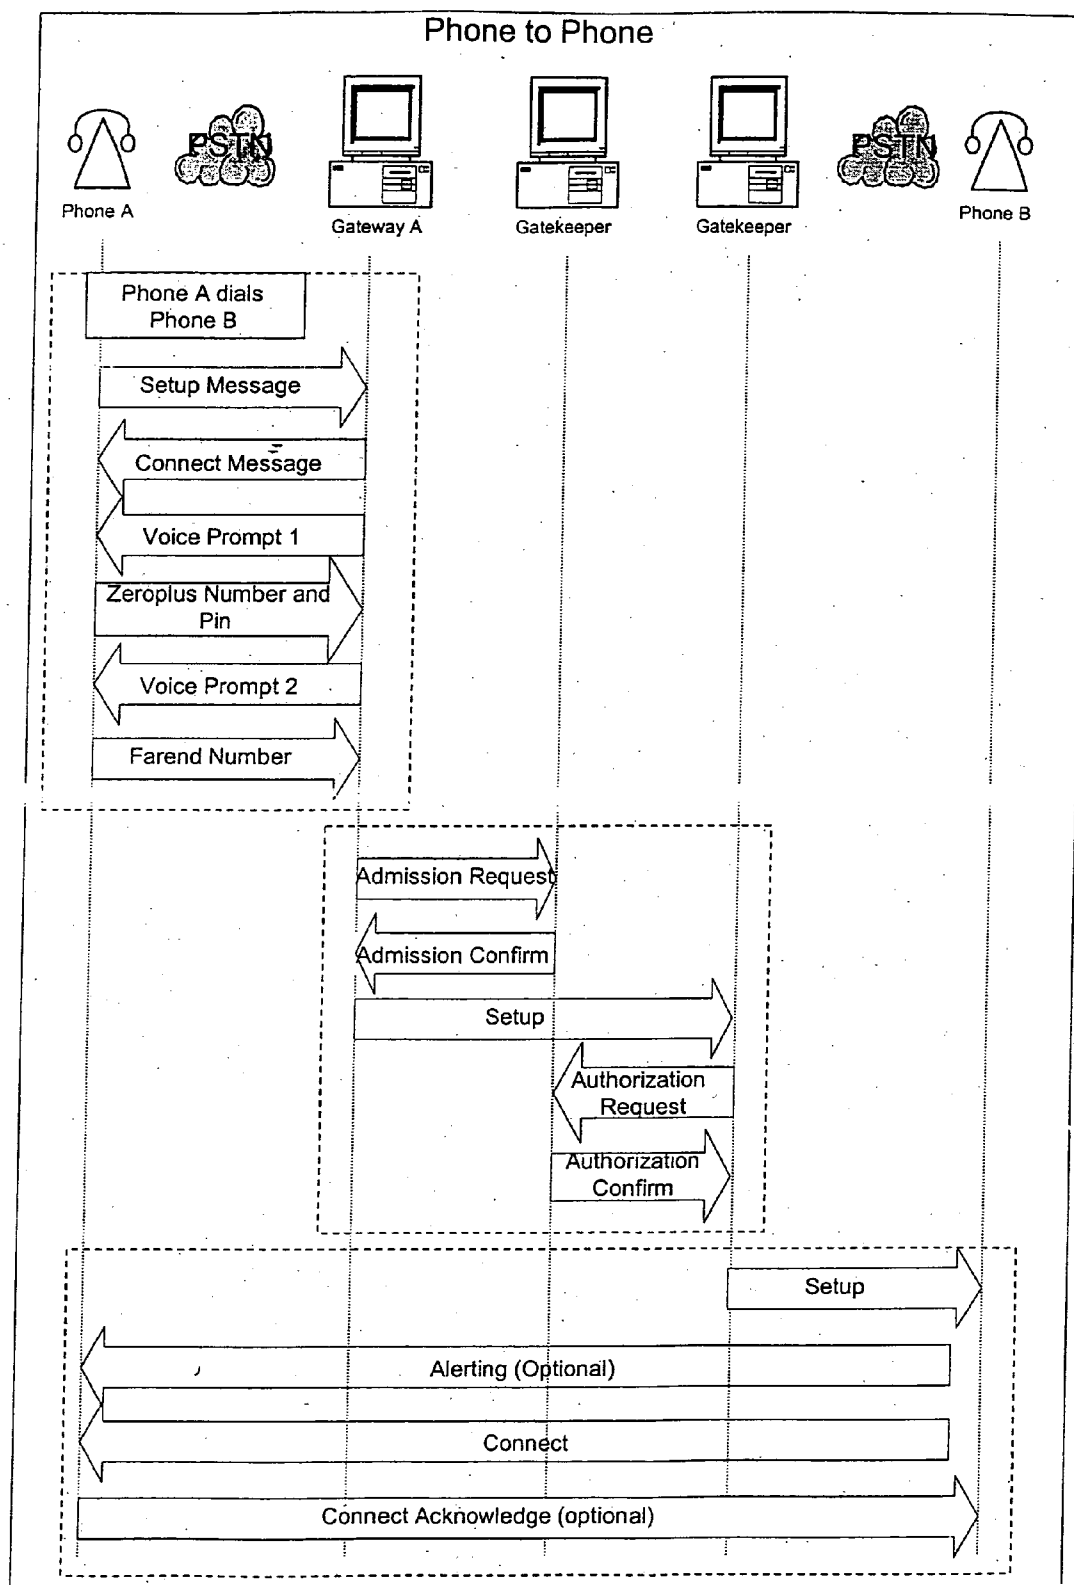 Phone to Phone
PSTN
PSTN
Phone A
Gateway A
Gatekeeper
Gatekeeper
Phone B
Phone A dials
Phone B
Setup Message
Connect Message
Voice Prompt 1
Zeroplus Number and
Pin
Voice Prompt 2
Farend Number
Admission Request
Admission Confirm
Setup
Authorization
Request
Authorization
Confirm
Setup
Alerting (Optional)
Connect
Connect Acknowledge (optional)